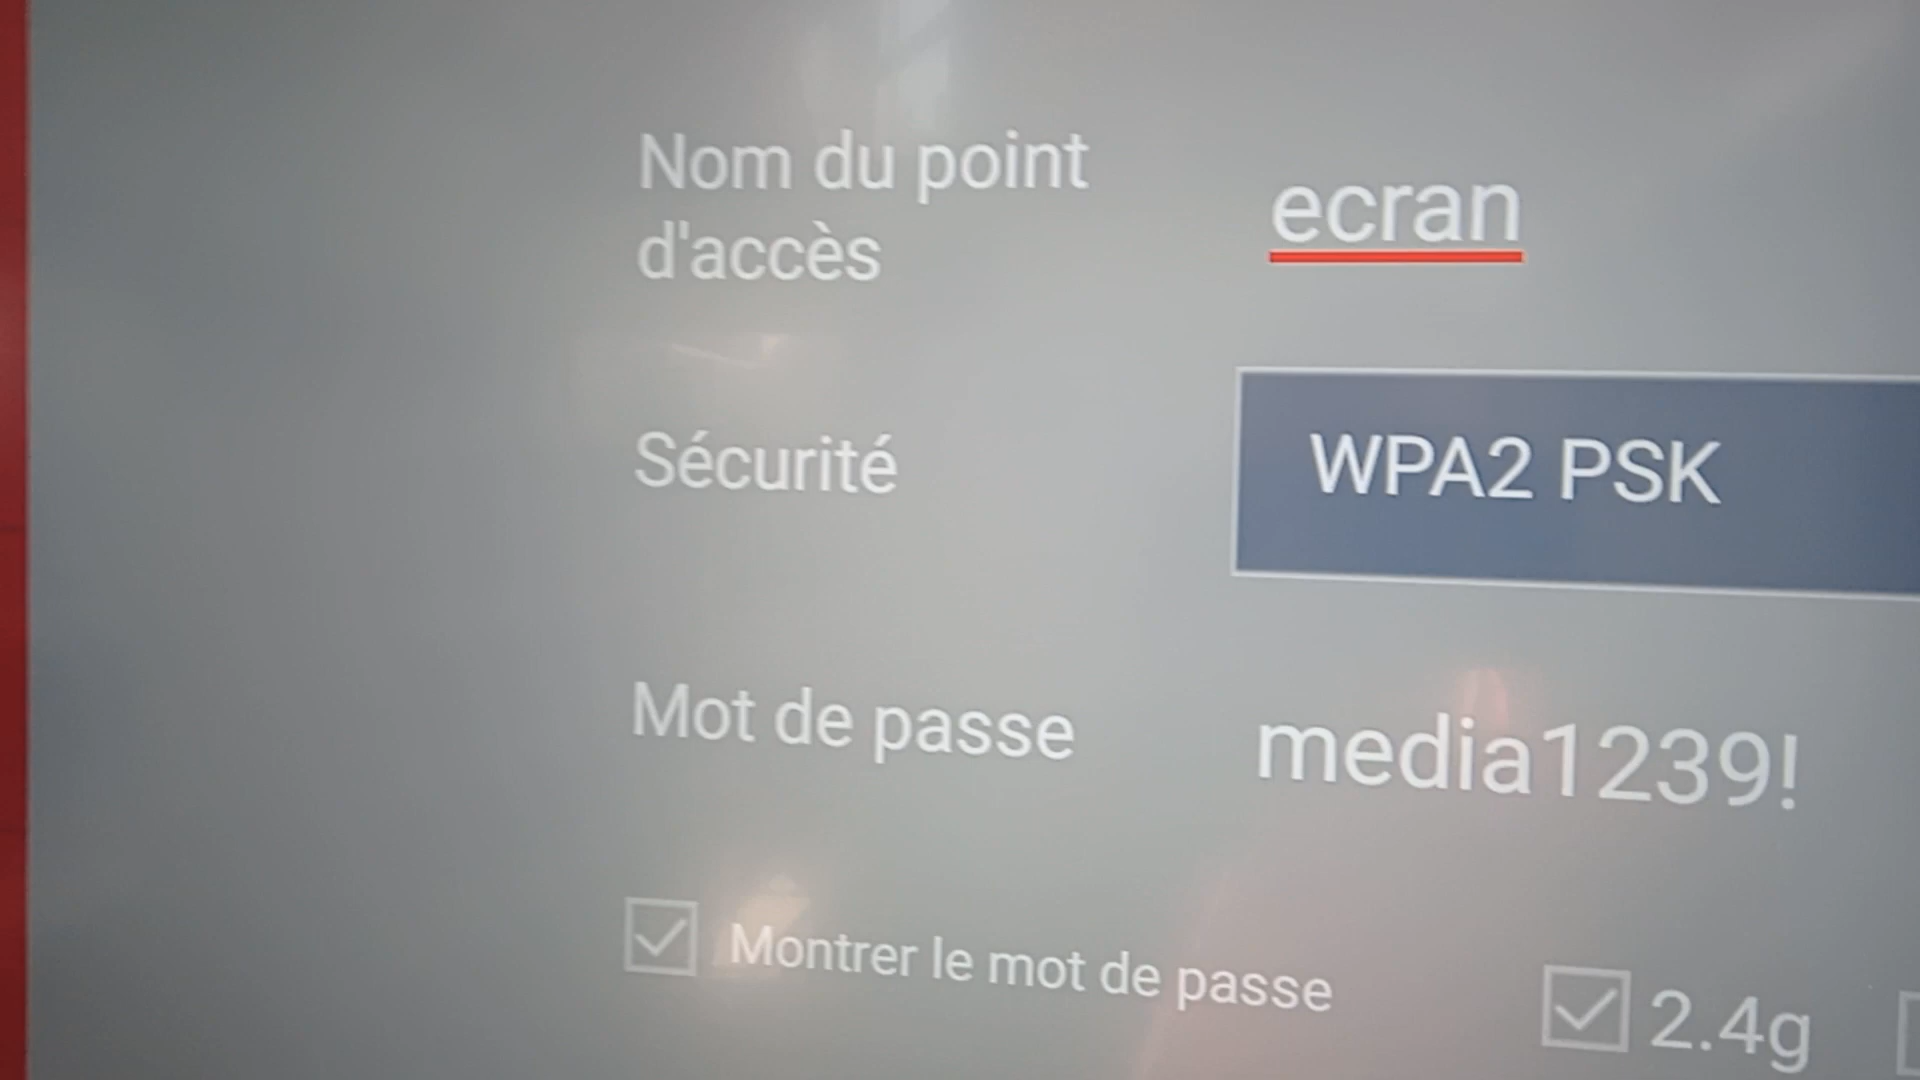 Nom du point
d'accès
ecran
Sécurité
WPA2 PSK
Mot de passe
media1239!
Montrer le mot de passe
2.4g